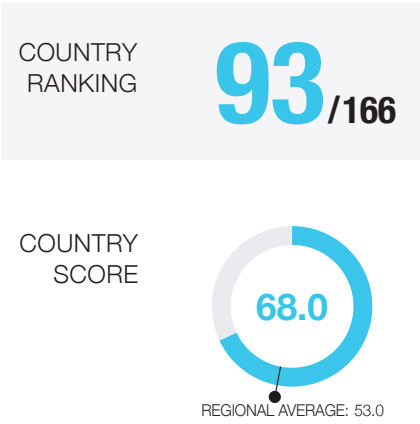 COUNTRY
RANKING
93/166
COUNTRY
SCORE
68.0
REGIONAL AVERAGE: 53.0